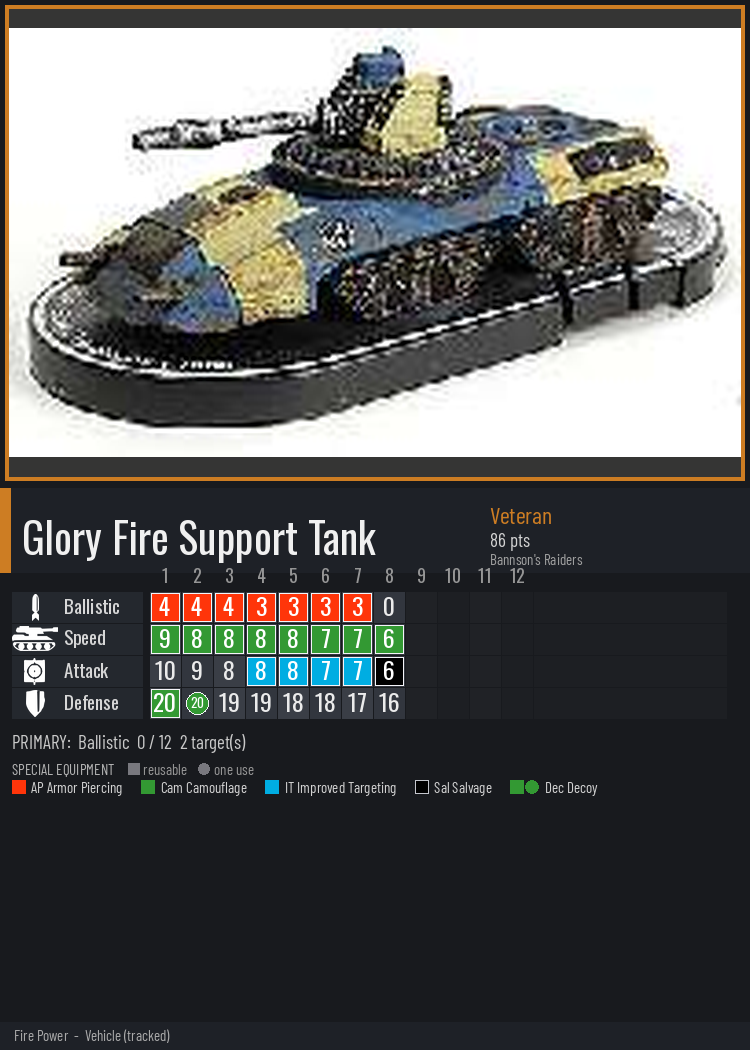 Glory Fire Support Tank
Veteran
86 pts
Bannson's Raiders
1 2 3 4 5 6 7 8 9 10 11 12
Ballistic 4 4 4 3 3 3 3 0
Speed 9 8 8 8 8 7 7 6
Attack 10 9 8 8 8 7 7 6
Defense 20 20 19 19 18 18 17 16
PRIMARY: Ballistic 0 / 12 2 target(s)
SPECIAL EQUIPMENT reusable one use
AP Armor Piercing Cam Camouflage IT Improved Targeting Sal Salvage Dec Decoy
Fire Power - Vehicle (tracked)